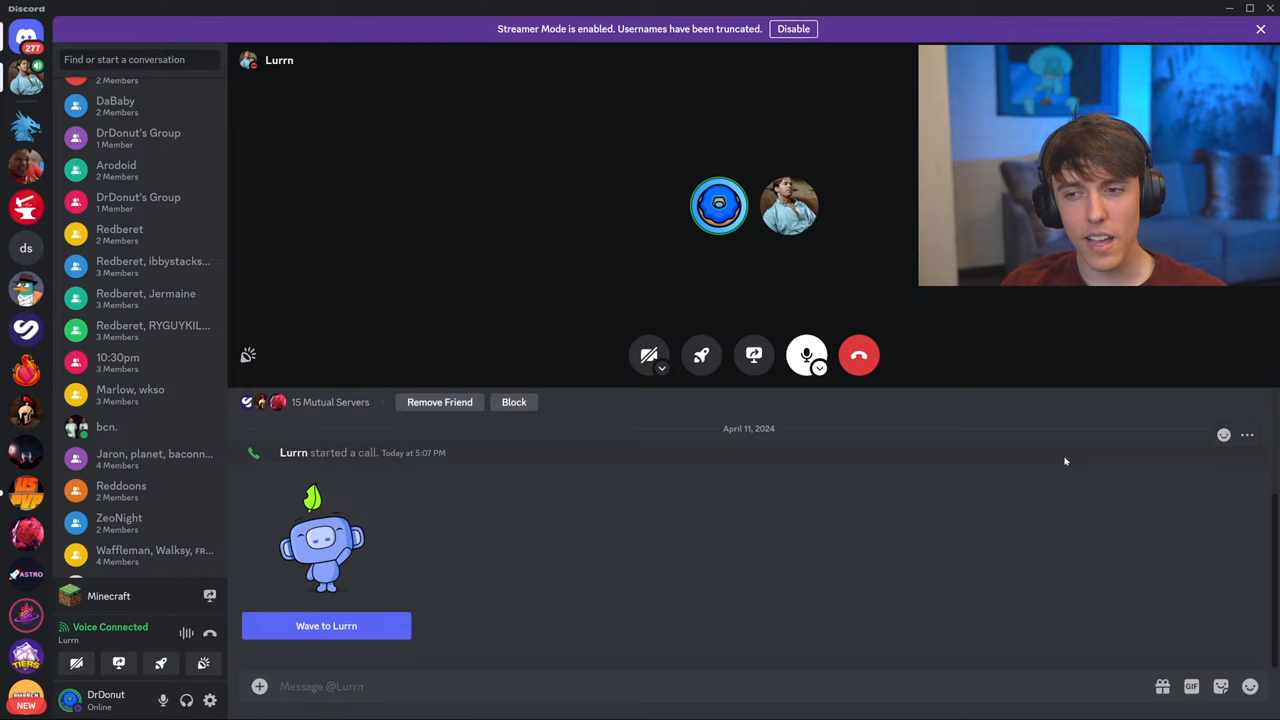 Discord
Streamer Mode is enabled. Usernames have been truncated.
Disable
277
Find or start a conversation
2 Members
DaBaby
2 Members
DrDonut's Group
1 Member
Arodoid
2 Members
DrDonut's Group
1 Member
Redberet
2 Members
Redberet, ibbystacks...
3 Members
Redberet, Jermaine
3 Members
Redberet, RYGUYKIL...
3 Members
10:30pm
3 Members
Marlow, wkso
3 Members
bcn.
Jaron, planet, baconn...
4 Members
Reddoons
2 Members
ZeoNight
2 Members
Waffleman, Walksy, FR...
4 Members
ds
ASTRO
TIERS
NEW
Minecraft
Voice Connected
Lurrn
DrDonut
Online
Lurrn
15 Mutual Servers
Remove Friend
Block
April 11, 2024
Lurrn started a call. Today at 5:07 PM
Wave to Lurrn
Message @Lurrn
GIF